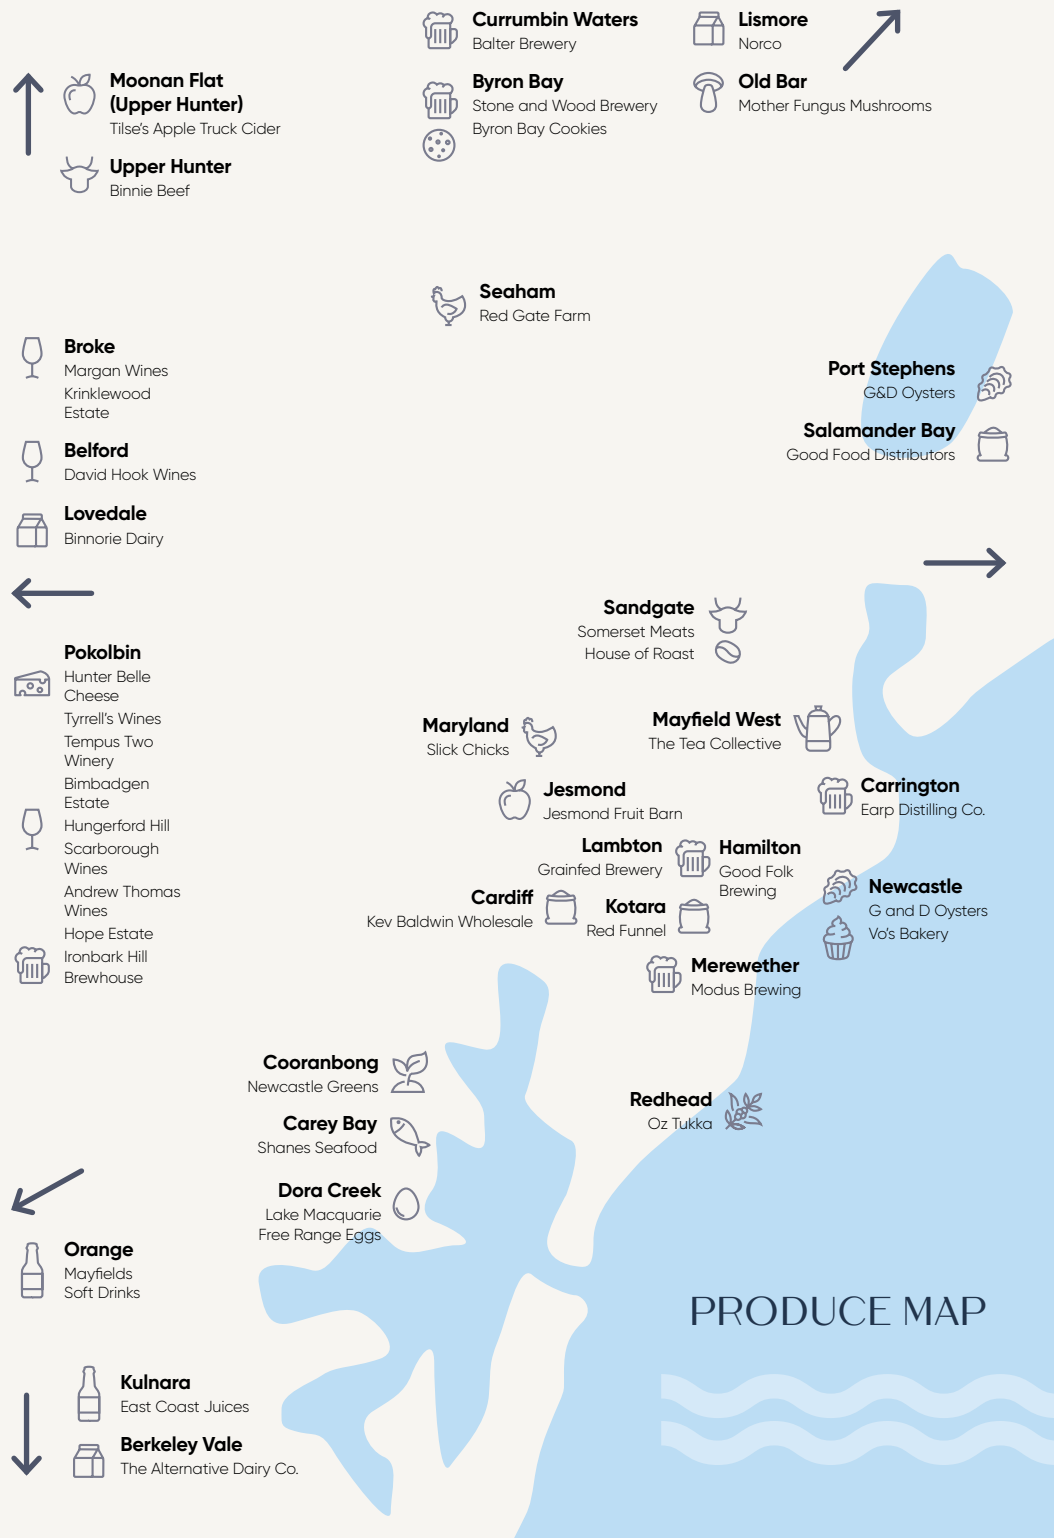 Currumbin Waters
Balter Brewery
Lismore
Norco
Moonan Flat
(Upper Hunter)
Tilse's Apple Truck Cider
Byron Bay
Stone and Wood Brewery
Byron Bay Cookies
Old Bar
Mother Fungus Mushrooms
Upper Hunter
Binnie Beef
Seaham
Red Gate Farm
Broke
Margan Wines
Krinklewood
Estate
Port Stephens
G&D Oysters
Belford
David Hook Wines
Salamander Bay
Good Food Distributors
Lovedale
Binnorie Dairy
Sandgate
Somerset Meats
House of Roast
Pokolbin
Hunter Belle
Cheese
Tyrrell's Wines
Tempus Two
Winery
Bimbadgen
Estate
Hungerford Hill
Scarborough
Wines
Andrew Thomas
Wines
Hope Estate
Ironbark Hill
Brewhouse
Maryland
Slick Chicks
Mayfield West
The Tea Collective
Jesmond
Jesmond Fruit Barn
Carrington
Earp Distilling Co.
Lambton
Grainfed Brewery
Hamilton
Good Folk
Brewing
Cardiff
Kev Baldwin Wholesale
Kotara
Red Funnel
Newcastle
G and D Oysters
Vo's Bakery
Merewether
Modus Brewing
Cooranbong
Newcastle Greens
Redhead
Oz Tukka
Carey Bay
Shanes Seafood
Dora Creek
Lake Macquarie
Free Range Eggs
Orange
Mayfields
Soft Drinks
PRODUCE MAP
Kulnara
East Coast Juices
Berkeley Vale
The Alternative Dairy Co.